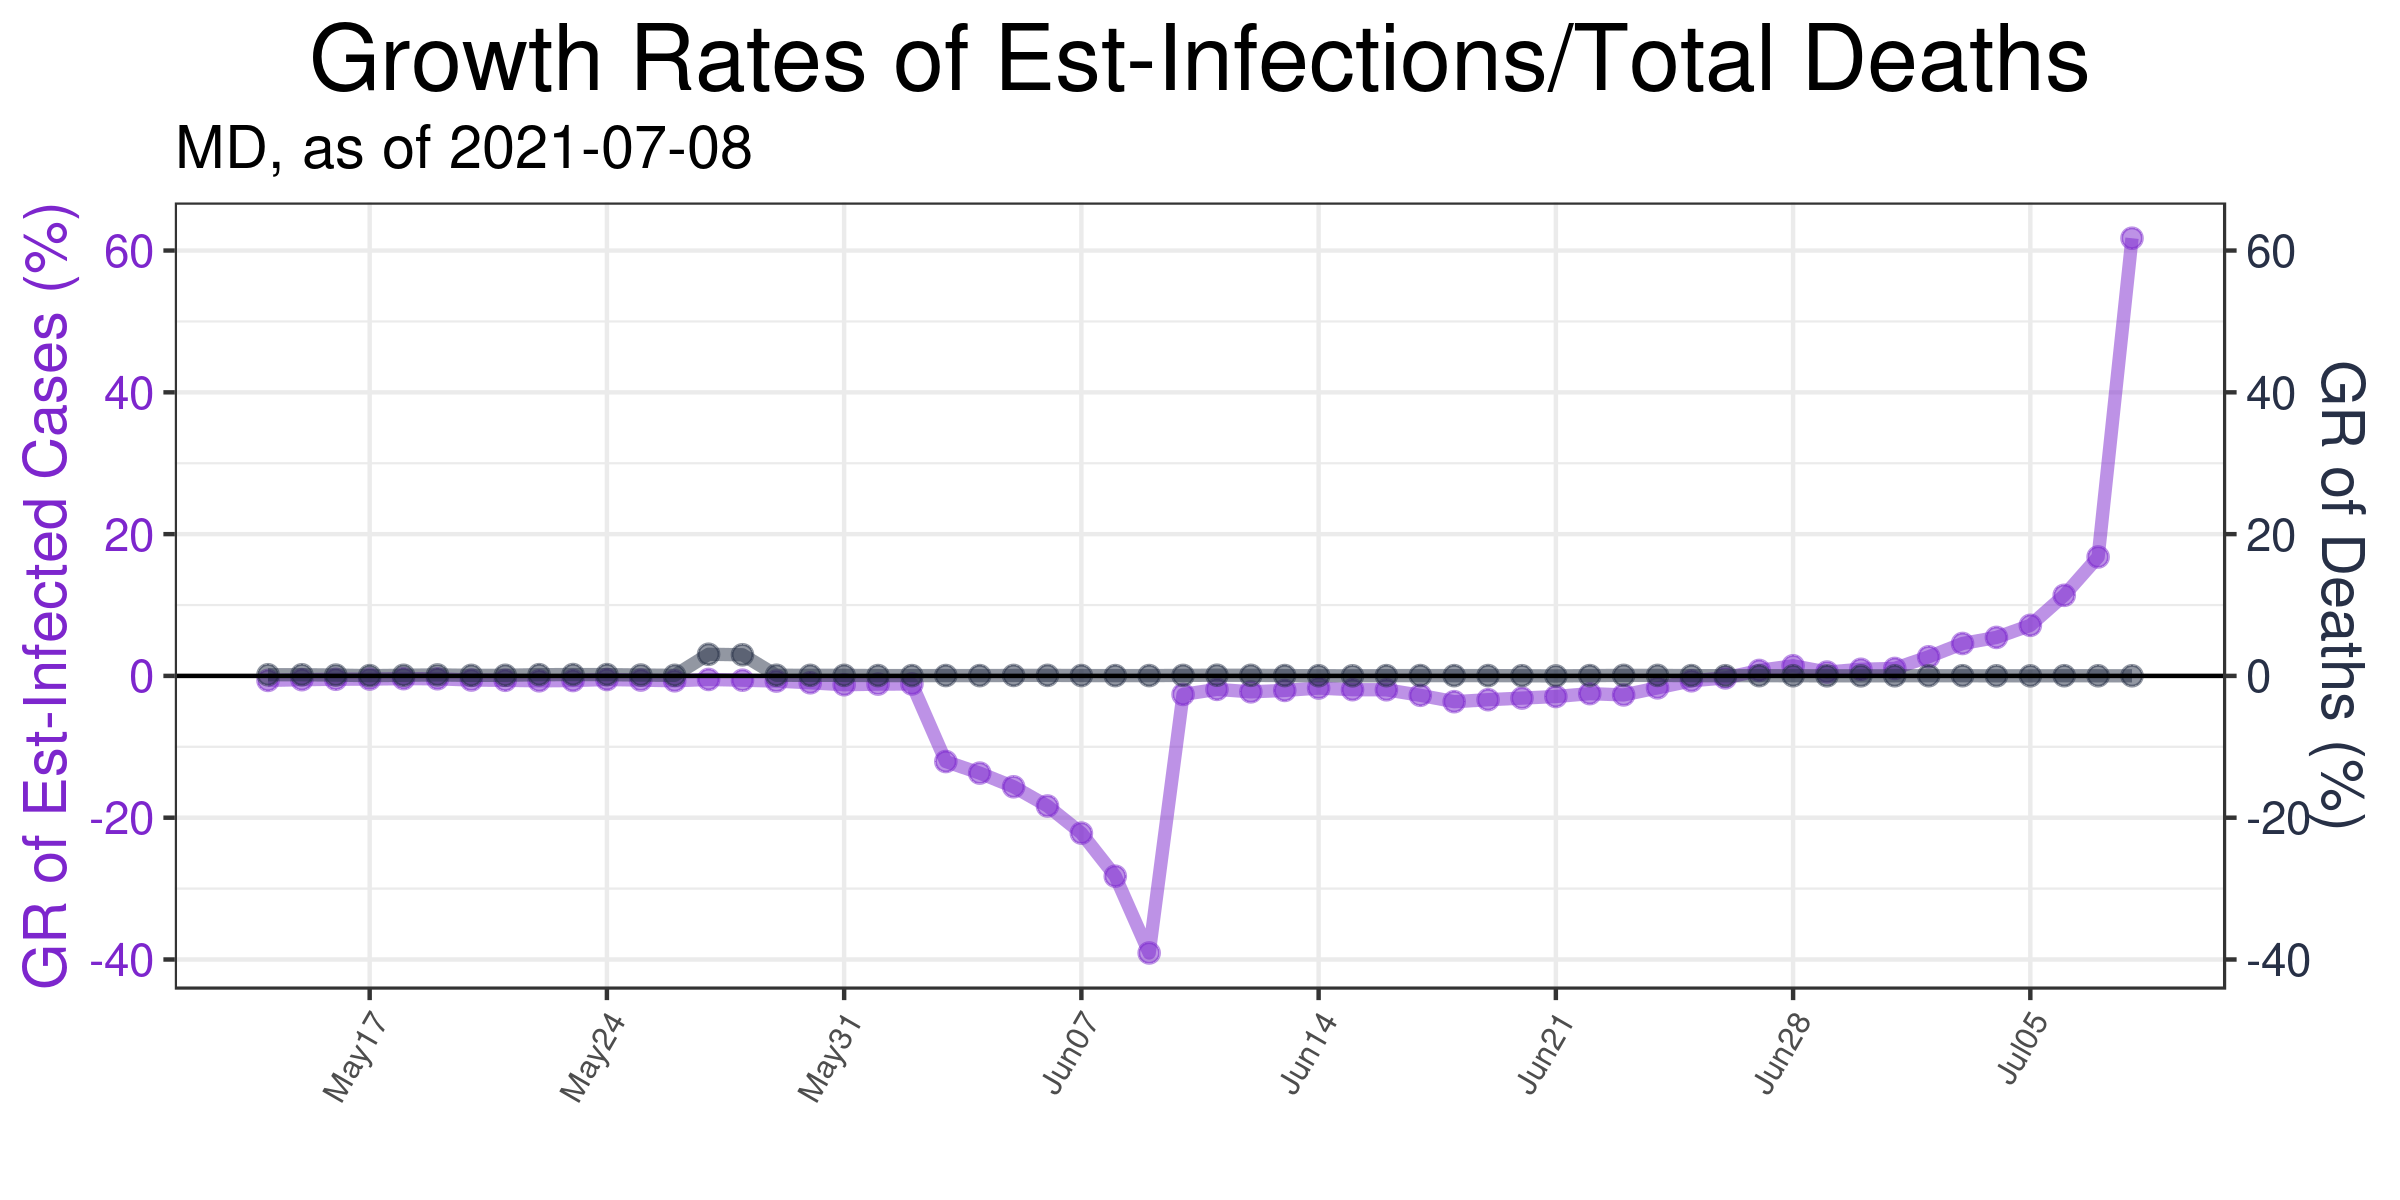 Growth Rates of Est-Infections/Total Deaths
MD, as of 2021-07-08
GR of Est-Infected Cases (%)
60
40
20
0
-20
-40
60
40
20
0
-20
-40
GR of Deaths (%)
May17
May24
May31
Jun07
Jun14
Jun21
Jun28
Jul05